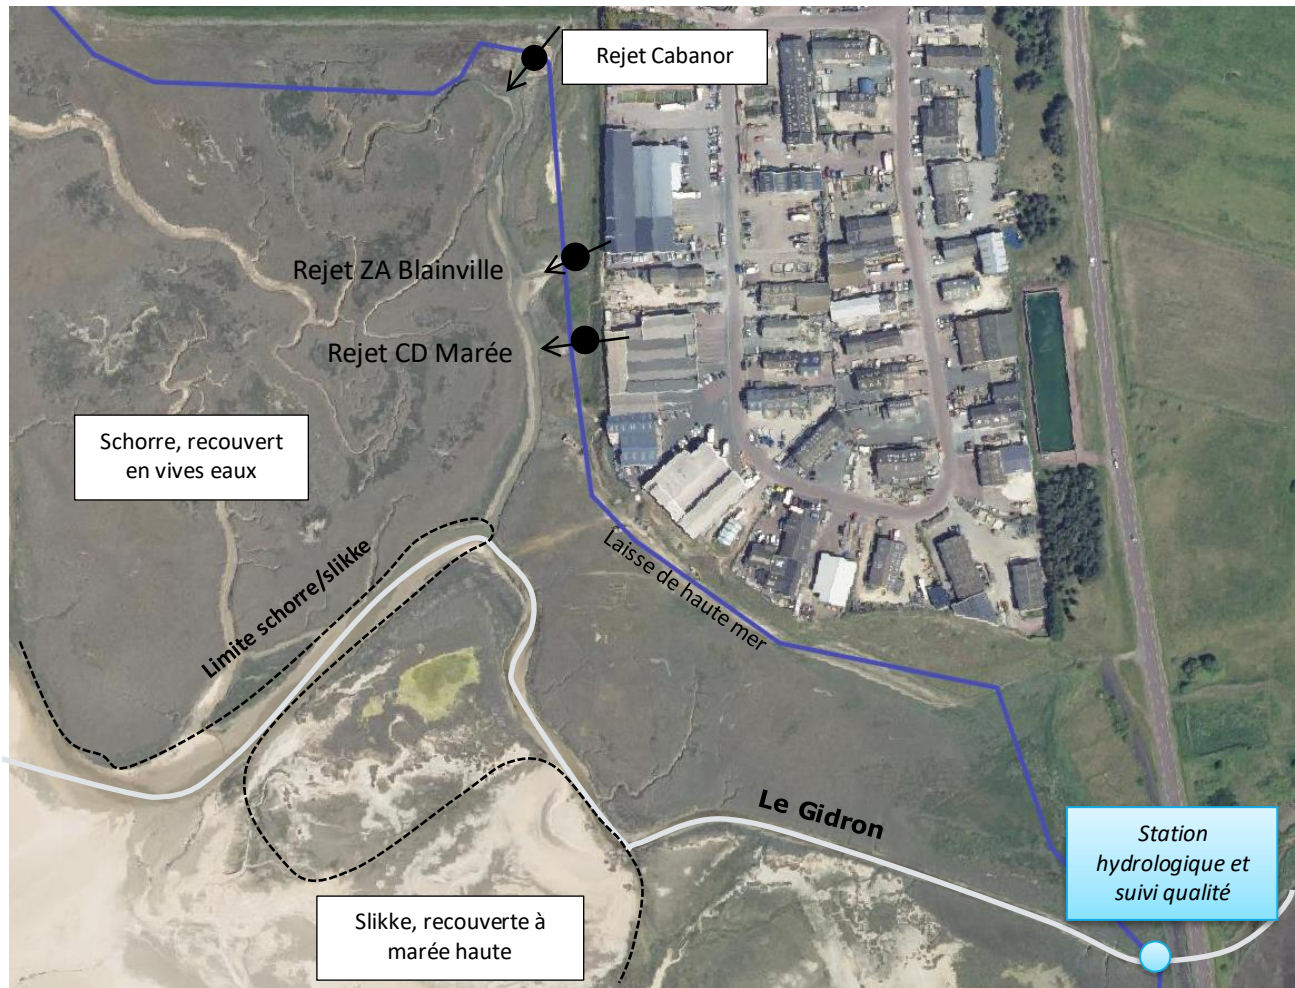 Rejet Cabanor
Rejet ZA Blainville
Rejet CD Marée
Schorre, recouvert
en vives eaux
Limite schorre/slikke
Laisse de haute mer
Le Gidron
Station
hydrologique et
suivi qualité
Slikke, recouverte à
marée haute